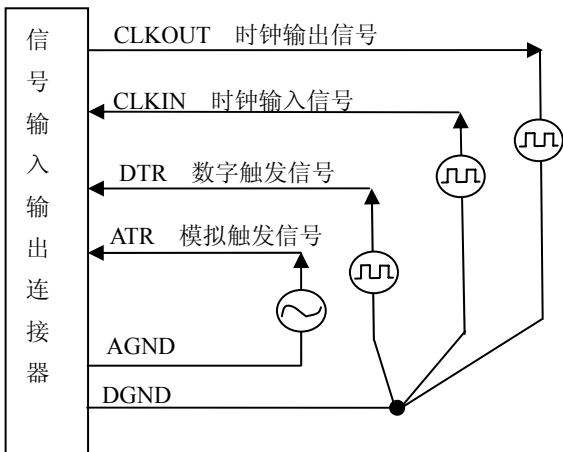 信号输入输出连接器
CLKOUT 时钟输出信号
CLKIN 时钟输入信号
DTR 数字触发信号
ATR 模拟触发信号
AGND
DGND